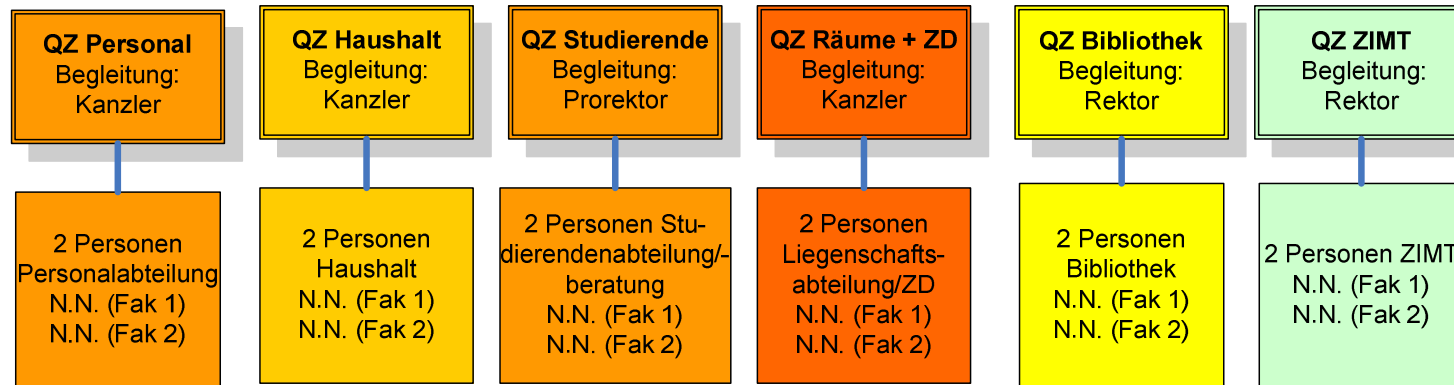 QZ Personal
Begleitung:
Kanzler
QZ Haushalt
Begleitung:
Kanzler
QZ Studierende
Begleitung:
Prorektor
QZ Räume + ZD
Begleitung:
Kanzler
QZ Bibliothek
Begleitung:
Rektor
QZ ZIMT
Begleitung:
Rektor
2 Personen
Personalabteilung
N.N. (Fak 1)
N.N. (Fak 2)
2 Personen
Haushalt
N.N. (Fak 1)
N.N. (Fak 2)
2 Personen Stu-
dierendenabteilung/-
beratung
N.N. (Fak 1)
N.N. (Fak 2)
2 Personen
Liegenschafts-
abteilung/ZD
N.N. (Fak 1)
N.N. (Fak 2)
2 Personen
Bibliothek
N.N. (Fak 1)
N.N. (Fak 2)
2 Personen ZIMT
N.N. (Fak 1)
N.N. (Fak 2)